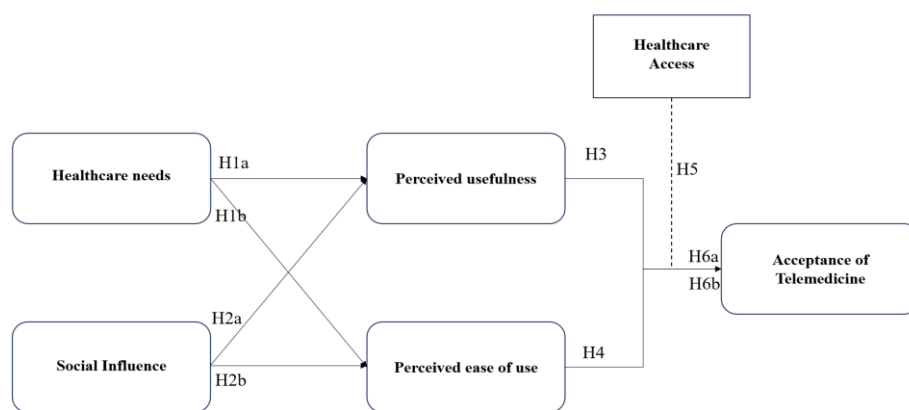 Healthcare
Access
H1a
H3
Healthcare needs
Perceived usefulness
H5
H1b
H6a
Acceptance of
Telemedicine
H6b
H2a
H4
Social Influence
Perceived ease of use
H2b